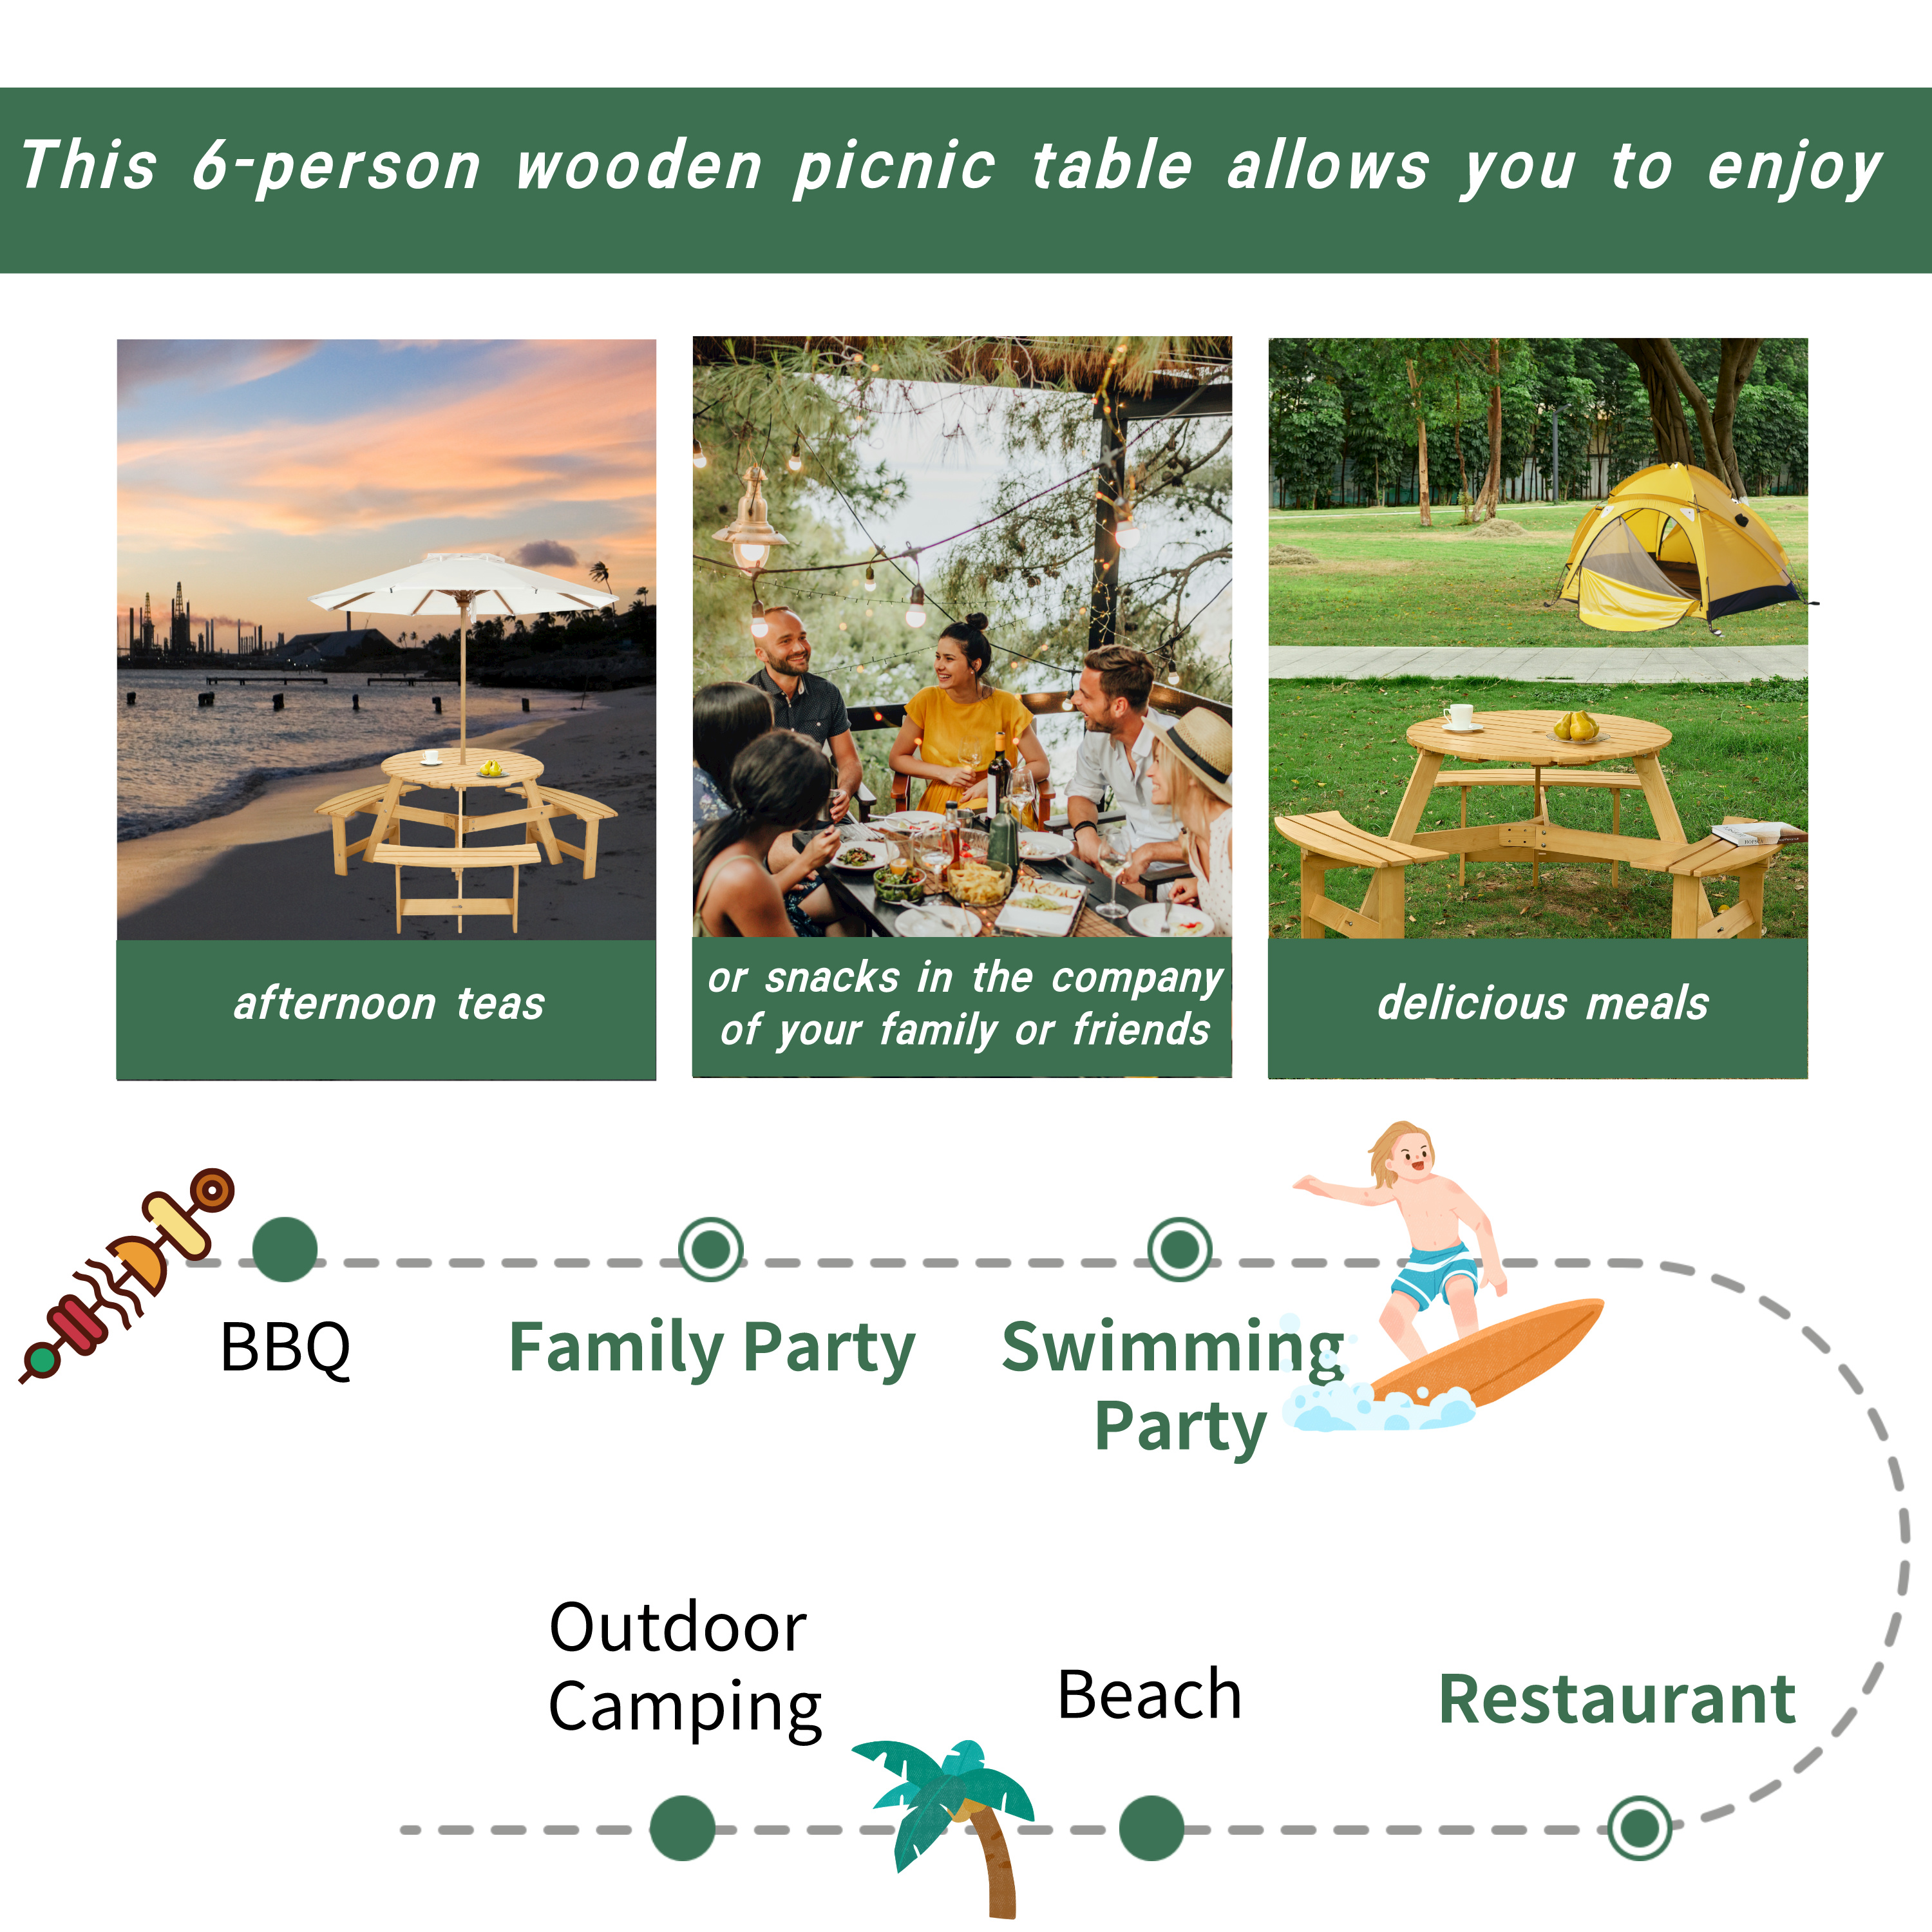 This 6-person wooden picnic table allows you to enjoy
afternoon teas
or snacks in the company
of your family or friends
delicious meals
BBQ
Family Party
Swimming
Party
Outdoor
Camping
Beach
Restaurant